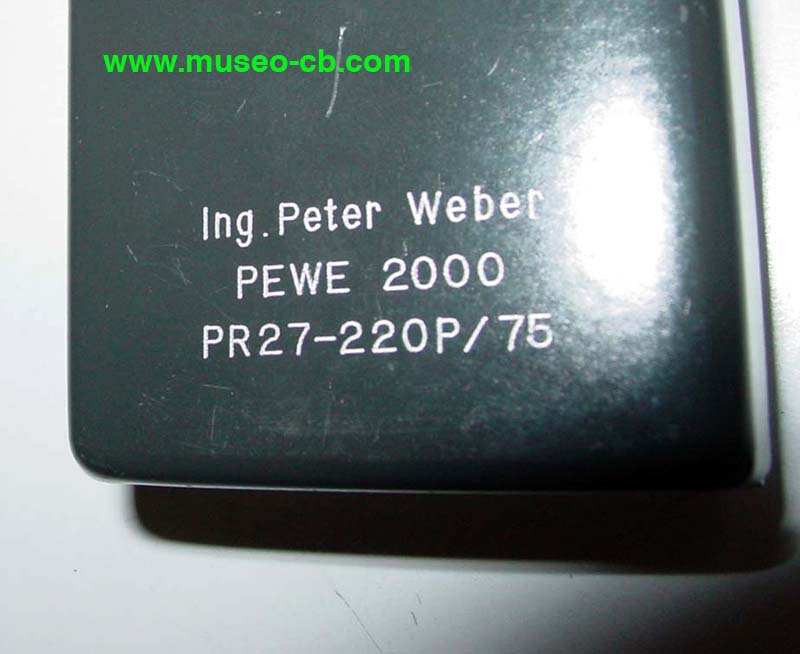 www.museo-cb.com
Ing.Peter Weber
PEWE 2000
PR27-220P/75